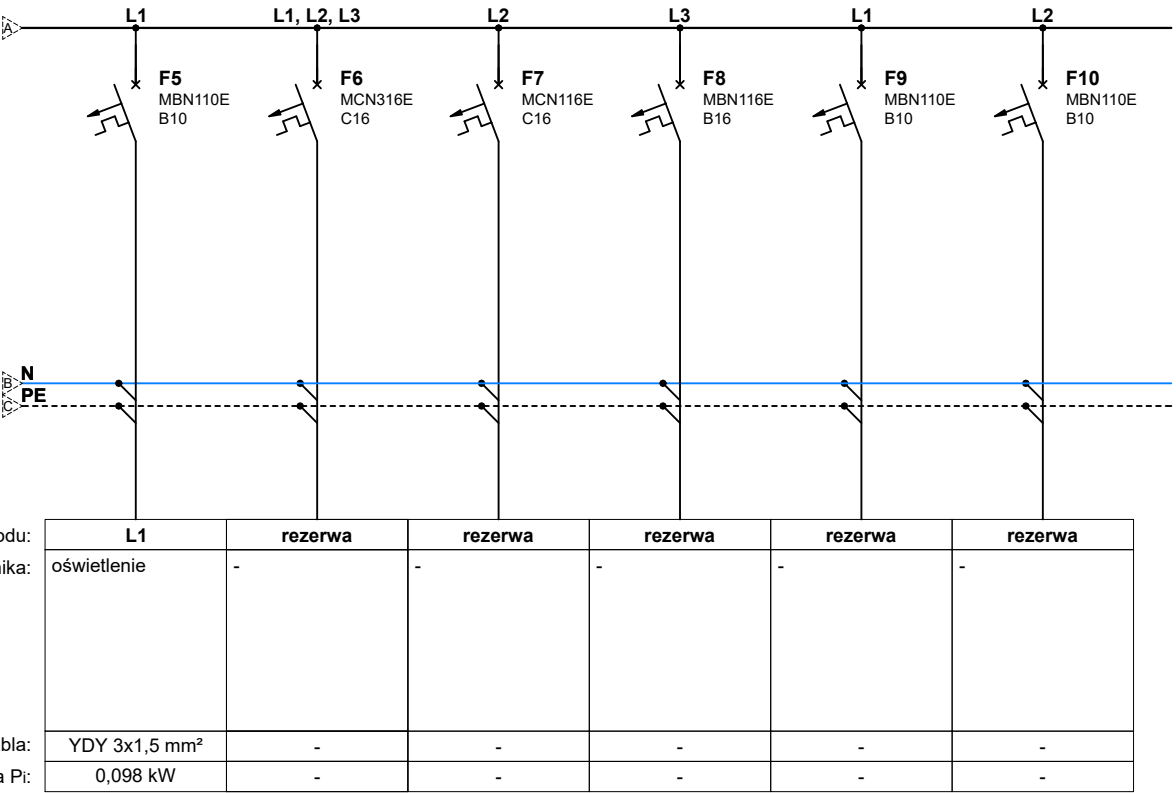 L1 L1, L2, L3 L2 L3 L1 L2
A
F5 F6 F7 F8 F9 F10
MBN110E MCN316E MCN116E MBN116E MBN110E MBN110E
B10 C16 C16 B16 B10 B10
N
B
PE
C
odu: L1 rezerwa rezerwa rezerwa rezerwa rezerwa
nika: oświetlenie - - - - -
bla: YDY 3x1,5 mm² - - - - -
a Pi: 0,098 kW - - - - -